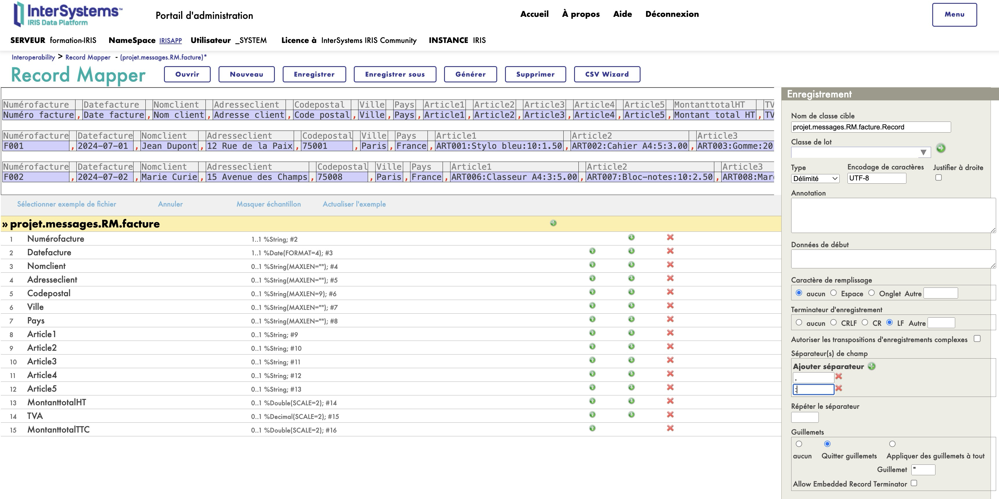 InterSystems™
IRIS Data Platform
Portail d'administration
Accueil À propos Aide Déconnexion
Menu
SERVEUR formation-IRIS NameSpace IRISAPP Utilisateur _SYSTEM Licence à InterSystems IRIS Community INSTANCE IRIS
Interoperability > Record Mapper - (projet.messages.RM.facture)*
Record Mapper Ouvrir Nouveau Enregistrer Enregistrer sous Générer Supprimer CSV Wizard
Numérofacture Datefacture Nomclient Adresseclient Codepostal Ville Pays Article1 Article2 Article3 Article4 Article5 MontanttotalHT TV
Numéro facture , Date facture , Nom client , Adresse client , Code postal , Ville , Pays , Article1 , Article2 , Article3 , Article4 , Article5 , Montant total HT , TV
Numérofacture Datefacture Nomclient Adresseclient Codepostal Ville Pays Article1 Article2 Article3
F001 , 2024-07-01 , Jean Dupont , 12 Rue de la Paix , 75001 , Paris , France , ART001:Stylo bleu:10:1.50 , ART002:Cahier A4:5:3.00 , ART003:Gomme:20
Numérofacture Datefacture Nomclient Adresseclient Codepostal Ville Pays Article1 Article2 Article3
F002 , 2024-07-02 , Marie Curie , 15 Avenue des Champs , 75008 , Paris , France , ART006:Classeur A4:3:5.00 , ART007:Bloc-notes:10:2.50 ,
Sélectionner exemple de fichier Annuler Masquer échantillon Actualiser l'exemple
» projet.messages.RM.facture
1 Numérofacture 1..1 %String; #2
2 Datefacture 1..1 %Date(FORMAT=4); #3
3 Nomclient 0..1 %String(MAXLEN=""); #4
4 Adresseclient 0..1 %String(MAXLEN=""); #5
5 Codepostal 0..1 %String(MAXLEN=9); #6
6 Ville 0..1 %String(MAXLEN=""); #7
7 Pays 0..1 %String(MAXLEN=""); #8
8 Article1 0..1 %String; #9
9 Article2 0..1 %String; #10
10 Article3 0..1 %String; #11
11 Article4 0..1 %String; #12
12 Article5 0..1 %String; #13
13 MontanttotalHT 0..1 %Double(SCALE=2); #14
14 TVA 0..1 %Decimal(SCALE=2); #15
15 MontanttotalTTC 0..1 %Double(SCALE=2); #16
Enregistrement
Nom de classe cible
projet.messages.RM.facture.Record
Classe de lot
Type Encodage de caractères Justifier à droite
Délimité UTF-8
Annotation
Données de début
Caractère de remplissage
aucun Espace Onglet Autre
Terminateur d'enregistrement
aucun CRLF CR LF Autre
Autoriser les transpositions d'enregistrements complexes
Séparateur(s) de champ
Ajouter séparateur
,
:
Répéter le séparateur
Guillemets
aucun Quitter guillemets Appliquer des guillemets à tout
Guillemet "
Allow Embedded Record Terminator